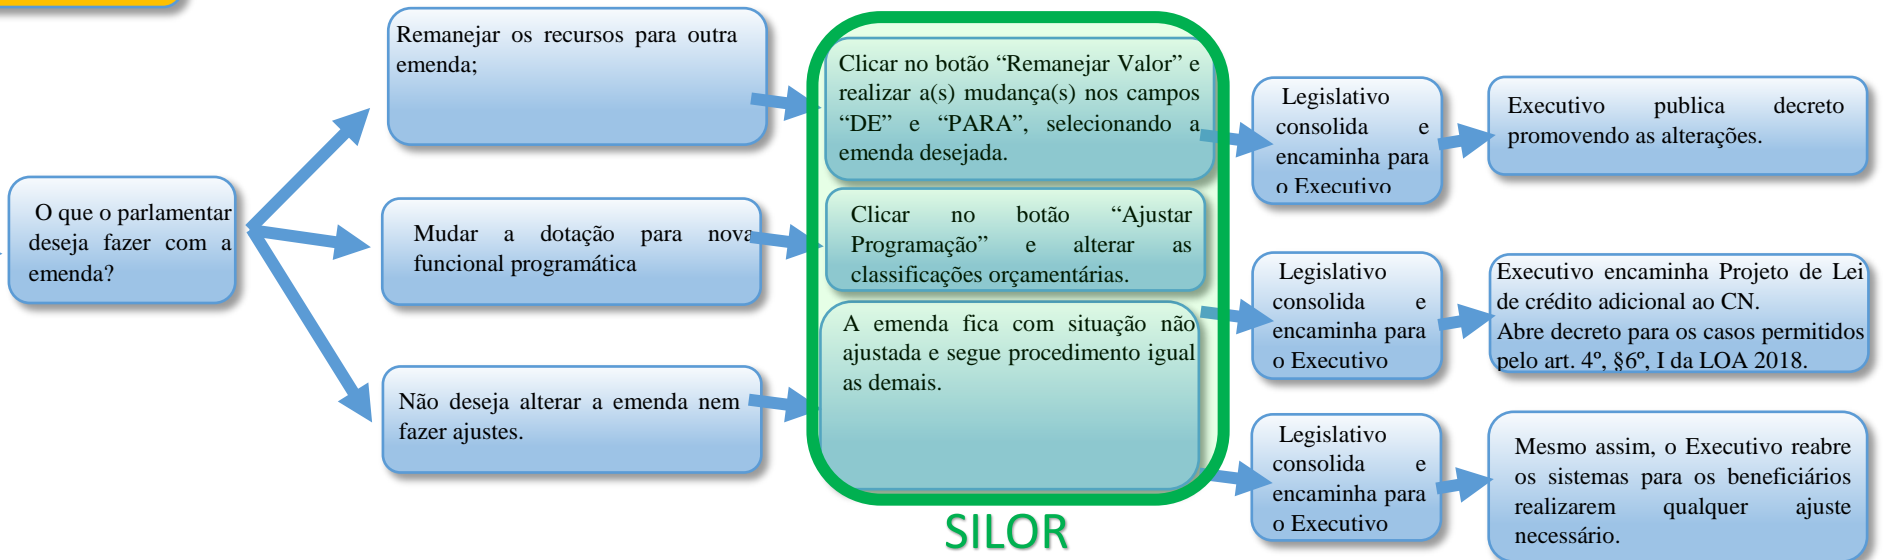 O que o parlamentar
deseja fazer com a
emenda?
Remanejar os recursos para outra
emenda;
Mudar a dotação para nova
funcional programática
Não deseja alterar a emenda nem
fazer ajustes.
Clicar no botão “Remanejar Valor” e
realizar a(s) mudança(s) nos campos
“DE” e “PARA”, selecionando a
emenda desejada.
Clicar no botão “Ajustar
Programação” e alterar as
classificações orçamentárias.
A emenda fica com situação não
ajustada e segue procedimento igual
as demais.
SILOR
Legislativo
consolida e
encaminha para
o Executivo
Executivo publica decreto
promovendo as alterações.
Legislativo
consolida e
encaminha para
o Executivo
Executivo encaminha Projeto de Lei
de crédito adicional ao CN.
Abre decreto para os casos permitidos
pelo art. 4º, §6º, I da LOA 2018.
Legislativo
consolida e
encaminha para
o Executivo
Mesmo assim, o Executivo reabre
os sistemas para os beneficiários
realizarem qualquer ajuste
necessário.